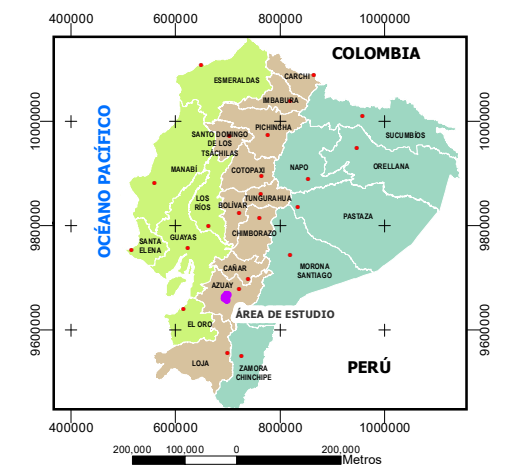 400000 600000 800000 1000000
COLOMBIA
CARCHI
ESMERALDAS
IMBABURA
10000000 10000000
PICHINCHA
SANTO DOMINGO
DE LOS
TSÁCHILAS
SUCUMBÍOS
OCÉANO PACÍFICO
MANABÍ
COTOPAXI
NAPO
ORELLANA
LOS
RÍOS
TUNGURAHUA
BOLÍVAR
PASTAZA
9800000 9800000
GUAYAS
CHIMBORAZO
SANTA
ELENA
CAÑAR
MORONA
SANTIAGO
AZUAY
ÁREA DE ESTUDIO
EL ORO
9600000 9600000
LOJA
ZAMORA
CHINCHIPE
PERÚ
400000 600000 800000 1000000
200,000 100,000 0 200,000
Metros